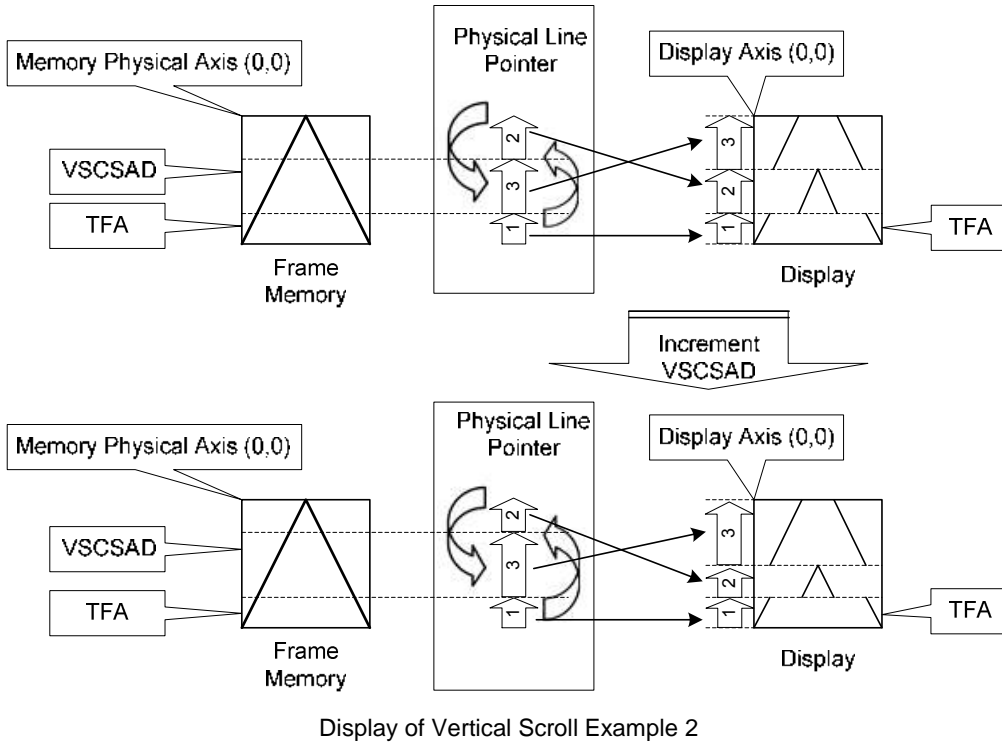 Memory Physical Axis (0,0)
Physical Line
Pointer
Display Axis (0,0)
VSCSAD
TFA
2
3
1
3
2
1
TFA
Frame
Memory
Display
Increment
VSCSAD
Memory Physical Axis (0,0)
Physical Line
Pointer
Display Axis (0,0)
VSCSAD
TFA
2
3
1
3
2
1
TFA
Frame
Memory
Display
Display of Vertical Scroll Example 2